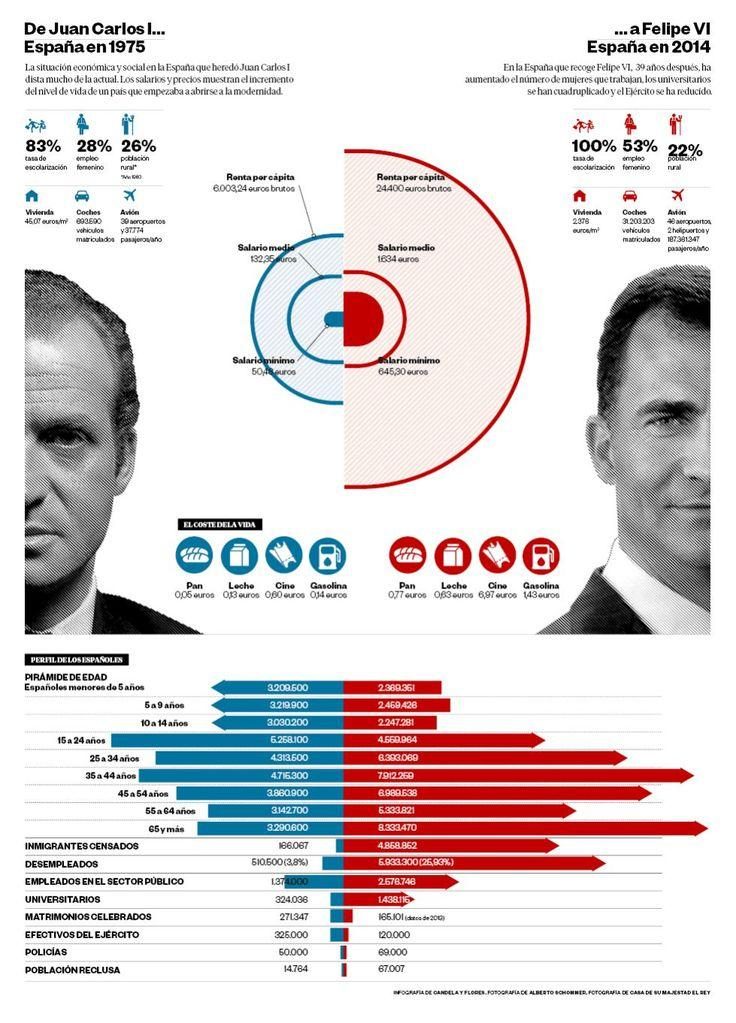 De Juan Carlos I...
España en 1975
La situación económica y social en la España que heredó Juan Carlos I
dista mucho de la actual. Los salarios y precios muestran el incremento
del nivel de vida de un país que empezaba a abrirse a la modernidad.
... a Felipe VI
España en 2014
En la España que recoge Felipe VI, 39 años después, ha
aumentado el número de mujeres que trabajan, los universitarios
se han cuadruplicado y el Ejército se ha reducido.
83% 28% 26%
tasa de escolarización
empleo femenino
población rural*
*Año 1980
Vivienda
45,07 euros/m²
Coches
693.590
vehículos
matriculados
Avión
39 aeropuertos
y 37.774
pasajeros/año
100% 53% 22%
tasa de escolarización
empleo femenino
población rural
Vivienda
2.376
euros/m²
Coches
31.203.203
vehículos
matriculados
Avión
46 aeropuertos,
2 helipuertos y
187.361.347
pasajeros/año
Renta per cápita
6.003,24 euros brutos
Renta per cápita
24.400 euros brutos
Salario medio
132,35 euros
Salario medio
1.634 euros
Salario mínimo
50,48 euros
Salario mínimo
645,30 euros
EL COSTE DE LA VIDA
Pan
0,05 euros
Leche
0,13 euros
Cine
0,60 euros
Gasolina
0,14 euros
Pan
0,77 euros
Leche
0,63 euros
Cine
6,97 euros
Gasolina
1,43 euros
PERFIL DE LOS ESPAÑOLES
PIRÁMIDE DE EDAD
Españoles menores de 5 años 3.209.500 2.369.351
5 a 9 años 3.219.900 2.459.426
10 a 14 años 3.030.200 2.247.281
15 a 24 años 5.258.100 4.559.964
25 a 34 años 4.313.500 6.393.069
35 a 44 años 4.715.300 7.912.259
45 a 54 años 3.860.900 6.989.538
55 a 64 años 3.142.700 5.333.821
65 y más 3.290.600 8.333.470
INMIGRANTES CENSADOS 166.067 4.858.852
DESEMPLEADOS 510.500 (3,8%) 5.933.300 (25,93%)
EMPLEADOS EN EL SECTOR PÚBLICO 1.374.000 2.576.746
UNIVERSITARIOS 324.036 1.438.115
MATRIMONIOS CELEBRADOS 271.347 165.101 (datos de 2012)
EFECTIVOS DEL EJÉRCITO 325.000 120.000
POLICÍAS 50.000 69.000
POBLACIÓN RECLUSA 14.764 67.007
INFOGRAFÍA DE CANDELA Y FLORES. FOTOGRAFÍA DE ALBERTO SCHOMMER. FOTOGRAFÍA DE CASA DE SU MAJESTAD EL REY